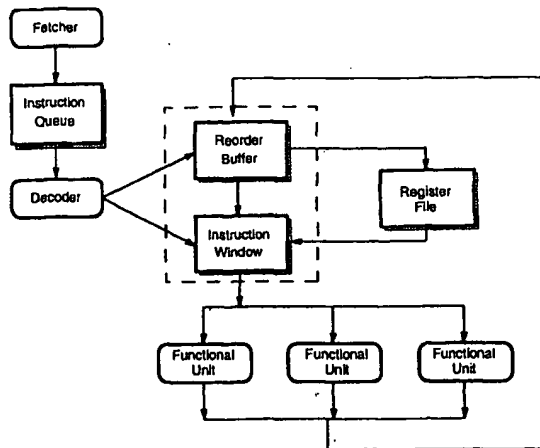 Fetcher
Instruction
Queue
Decoder
Reorder
Buffer
Register
File
Instruction
Window
Functional
Unit
Functional
Unit
Functional
Unit